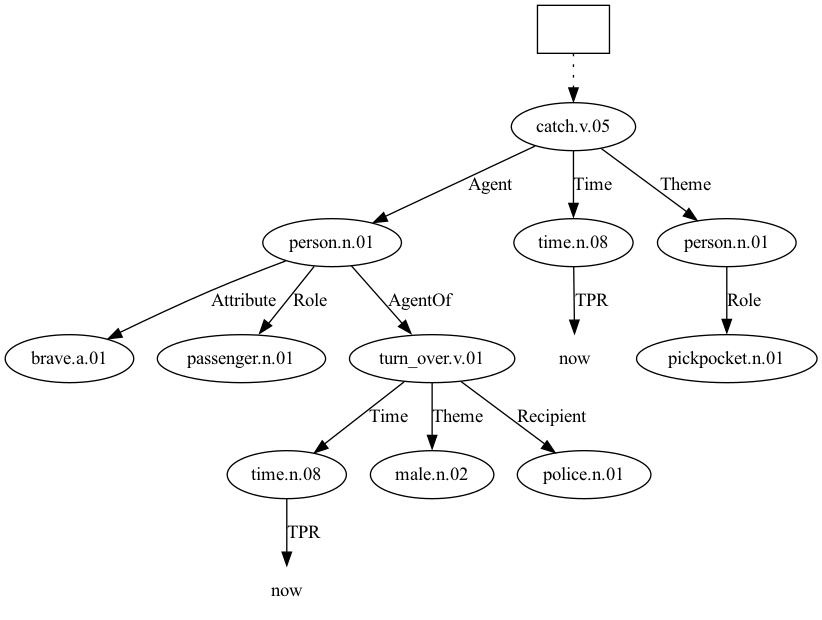 catch.v.05
Agent Time Theme
person.n.01 time.n.08 person.n.01
Attribute Role AgentOf TPR Role
brave.a.01 passenger.n.01 turn_over.v.01 now pickpocket.n.01
Time Theme Recipient
time.n.08 male.n.02 police.n.01
TPR
now